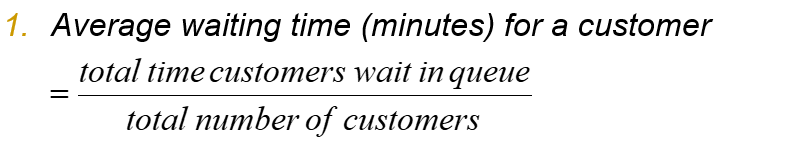 1. Average waiting time (minutes) for a customer
= total time customers wait in queue
total number of customers